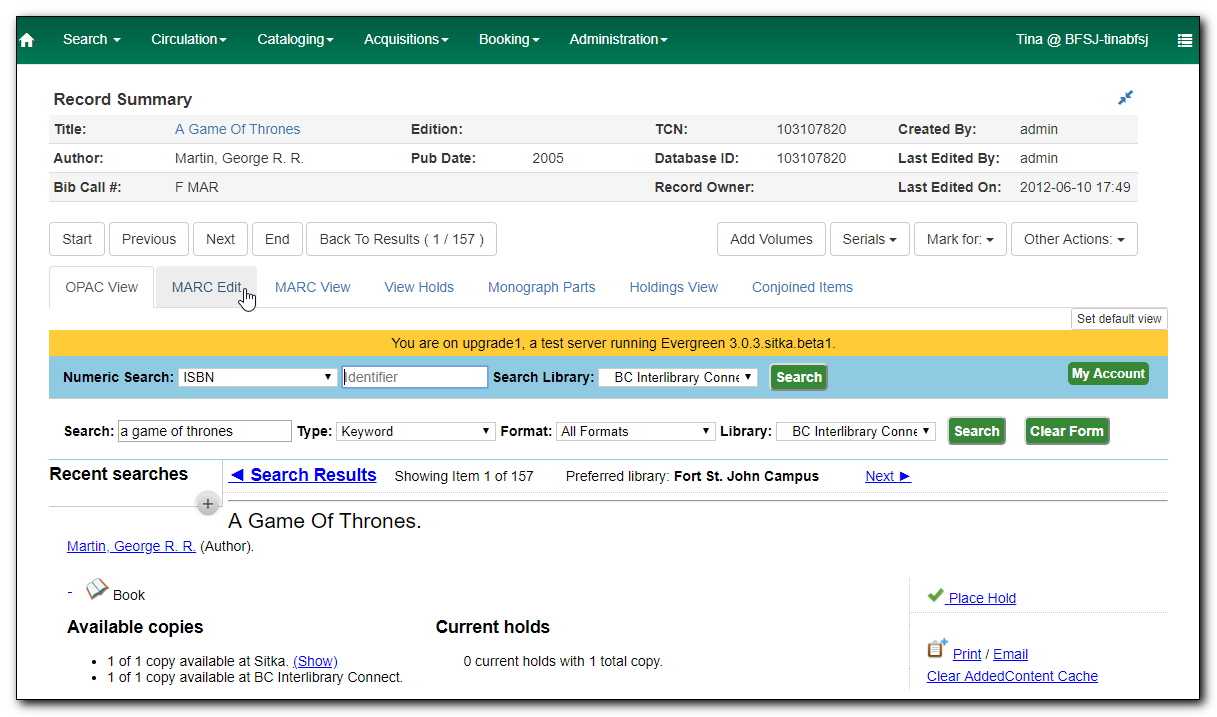 Search Circulation Cataloging Acquisitions Booking Administration Tina @ BFSJ-tinabfsj
Record Summary
Title: A Game Of Thrones Edition: TCN: 103107820 Created By: admin
Author: Martin, George R. R. Pub Date: 2005 Database ID: 103107820 Last Edited By: admin
Bib Call #: F MAR Record Owner: Last Edited On: 2012-06-10 17:49
Start Previous Next End Back To Results ( 1 / 157 ) Add Volumes Serials Mark for: Other Actions:
OPAC View MARC Edit MARC View View Holds Monograph Parts Holdings View Conjoined Items
Set default view
You are on upgrade1, a test server running Evergreen 3.0.3.sitka.beta1.
Numeric Search: ISBN Identifier Search Library: BC Interlibrary Conne Search My Account
Search: a game of thrones Type: Keyword Format: All Formats Library: BC Interlibrary Conne Search Clear Form
Recent searches ◄ Search Results Showing Item 1 of 157 Preferred library: Fort St. John Campus Next ►
+
A Game Of Thrones.
Martin, George R. R. (Author).
- Book
Place Hold
Available copies Current holds
• 1 of 1 copy available at Sitka. (Show) 0 current holds with 1 total copy.
• 1 of 1 copy available at BC Interlibrary Connect.
Print / Email
Clear AddedContent Cache